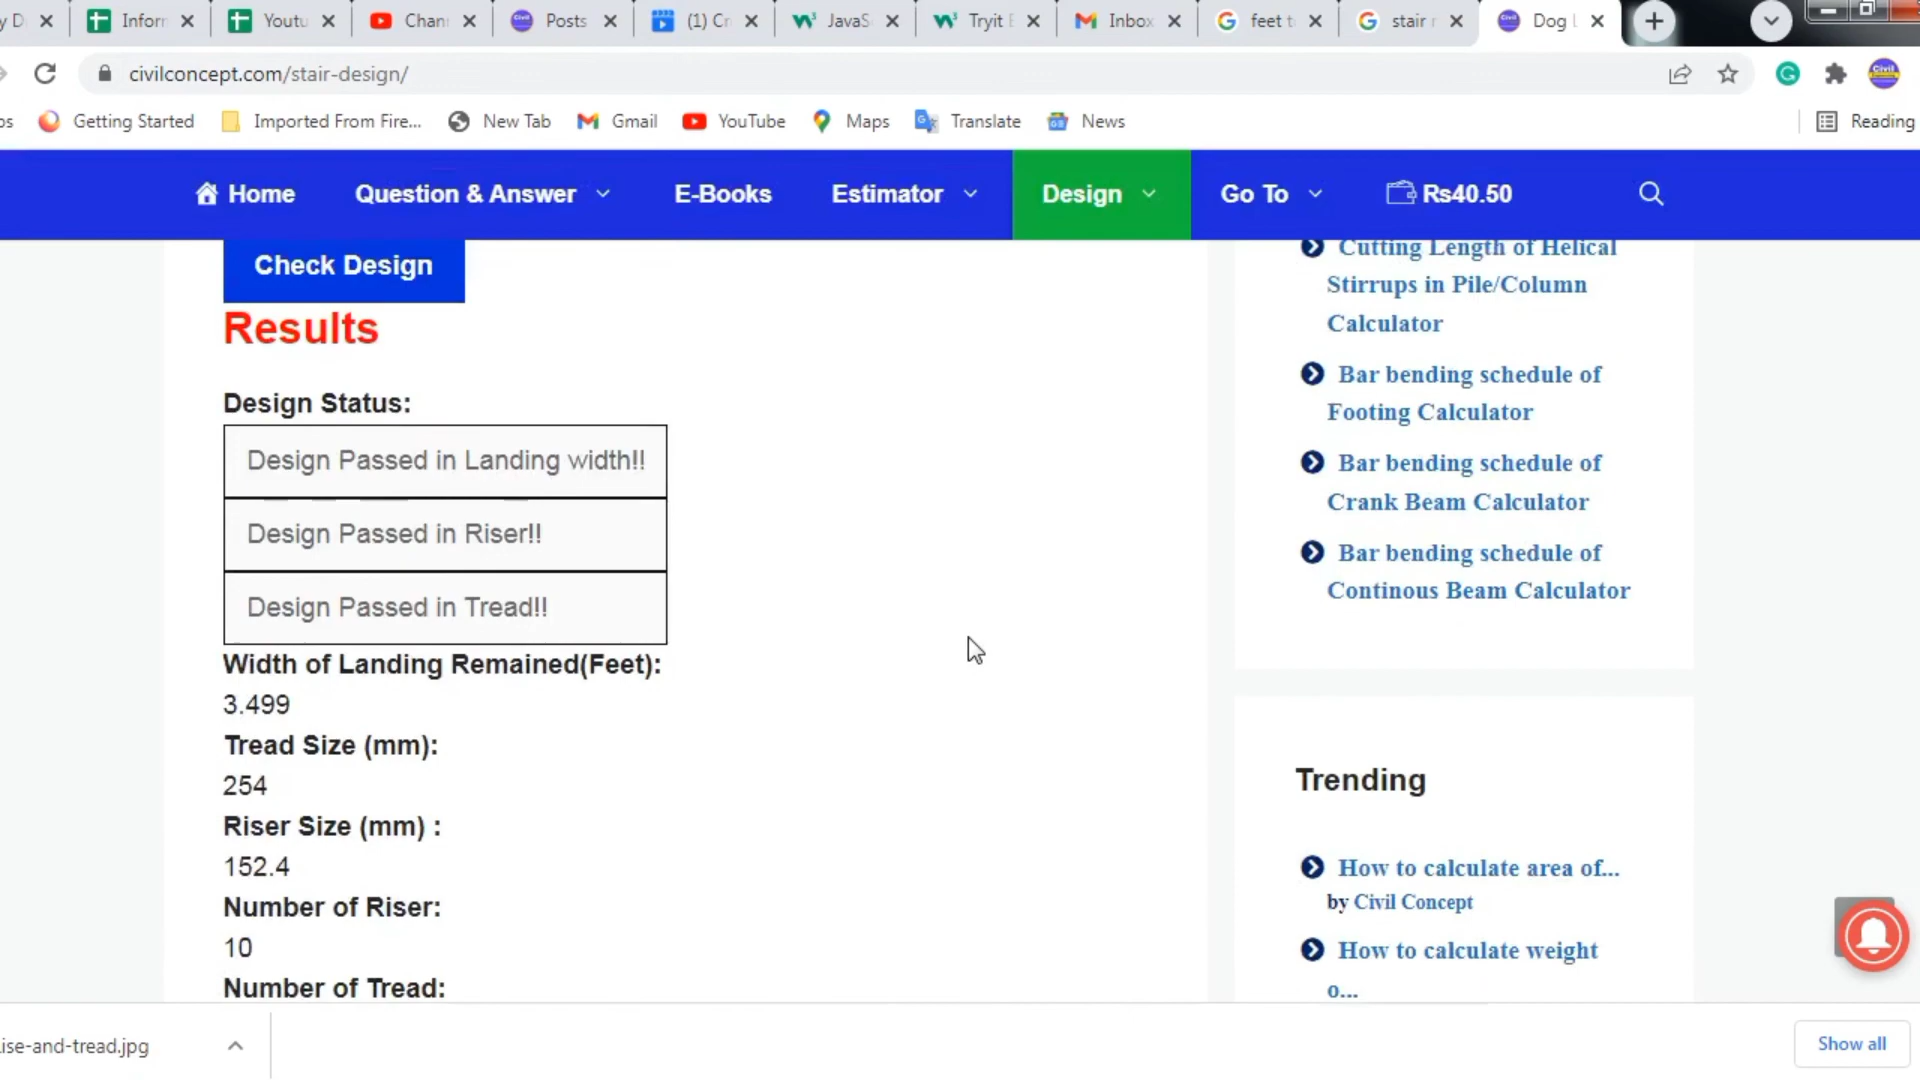 y D
Inforr
Youtu
Chan
Posts
(1) Cr
JavaS
Tryit E
Inbox
feet t
stair r
Dog L
civilconcept.com/stair-design/
ps
Getting Started
Imported From Fire...
New Tab
Gmail
YouTube
Maps
Translate
News
Reading
Home
Question & Answer
E-Books
Estimator
Design
Go To
Rs40.50
Check Design
Results
Design Status:
Design Passed in Landing width!!
Design Passed in Riser!!
Design Passed in Tread!!
Width of Landing Remained(Feet):
3.499
Tread Size (mm):
254
Riser Size (mm) :
152.4
Number of Riser:
10
Number of Tread:
Cutting Length of Helical
Stirrups in Pile/Column
Calculator
Bar bending schedule of
Footing Calculator
Bar bending schedule of
Crank Beam Calculator
Bar bending schedule of
Continous Beam Calculator
Trending
How to calculate area of...
by Civil Concept
How to calculate weight
o...
ise-and-tread.jpg
Show all